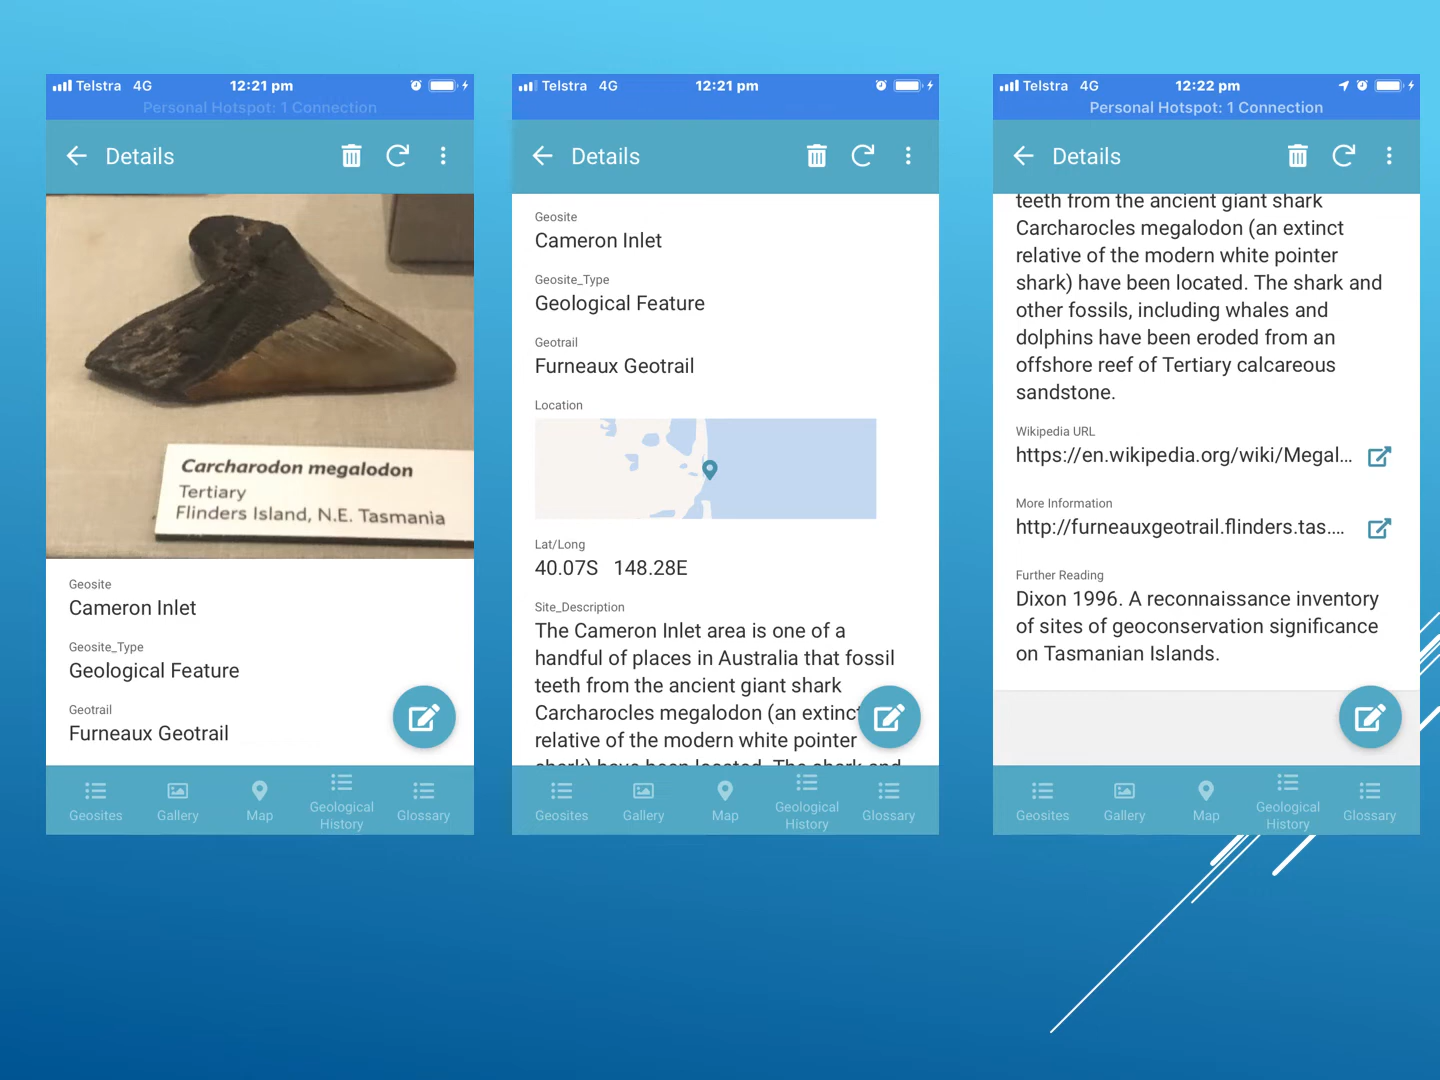 Telstra 4G 12:21 pm
Personal Hotspot: 1 Connection
Details
Carcharodon megalodon
Tertiary
Flinders Island, N.E. Tasmania
Geosite
Cameron Inlet
Geosite_Type
Geological Feature
Geotrail
Furneaux Geotrail
Geosites Gallery Map Geological History Glossary
Telstra 4G 12:21 pm
Details
Geosite
Cameron Inlet
Geosite_Type
Geological Feature
Geotrail
Furneaux Geotrail
Location
Lat/Long
40.07S 148.28E
Site_Description
The Cameron Inlet area is one of a
handful of places in Australia that fossil
teeth from the ancient giant shark
Carcharocles megalodon (an extinct
relative of the modern white pointer
shark) have been located. The shark and
Geosites Gallery Map Geological History Glossary
Telstra 4G 12:22 pm
Personal Hotspot: 1 Connection
Details
teeth from the ancient giant shark
Carcharocles megalodon (an extinct
relative of the modern white pointer
shark) have been located. The shark and
other fossils, including whales and
dolphins have been eroded from an
offshore reef of Tertiary calcareous
sandstone.
Wikipedia URL
https://en.wikipedia.org/wiki/Megal...
More Information
http://furneauxgeotrail.flinders.tas....
Further Reading
Dixon 1996. A reconnaissance inventory
of sites of geoconservation significance
on Tasmanian Islands.
Geosites Gallery Map Geological History Glossary